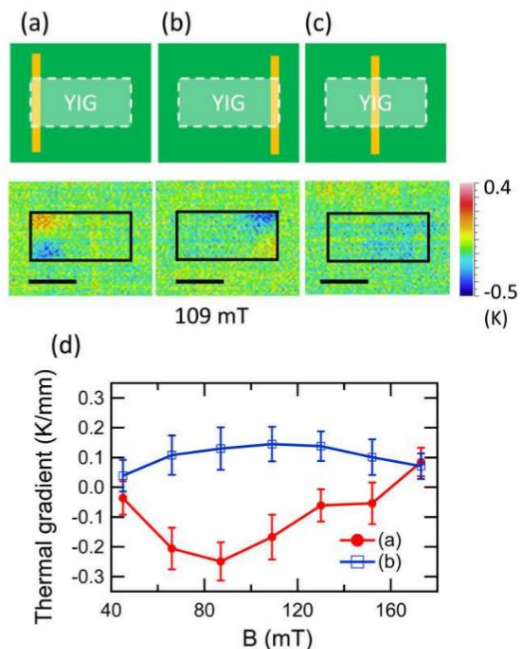 (a) (b) (c)
YIG YIG YIG
0.4
-0.5
(K)
109 mT
(d)
Thermal gradient (K/mm)
0.3
0.2
0.1
0.0
-0.1
-0.2
-0.3
(a)
(b)
40 80 120 160
B (mT)